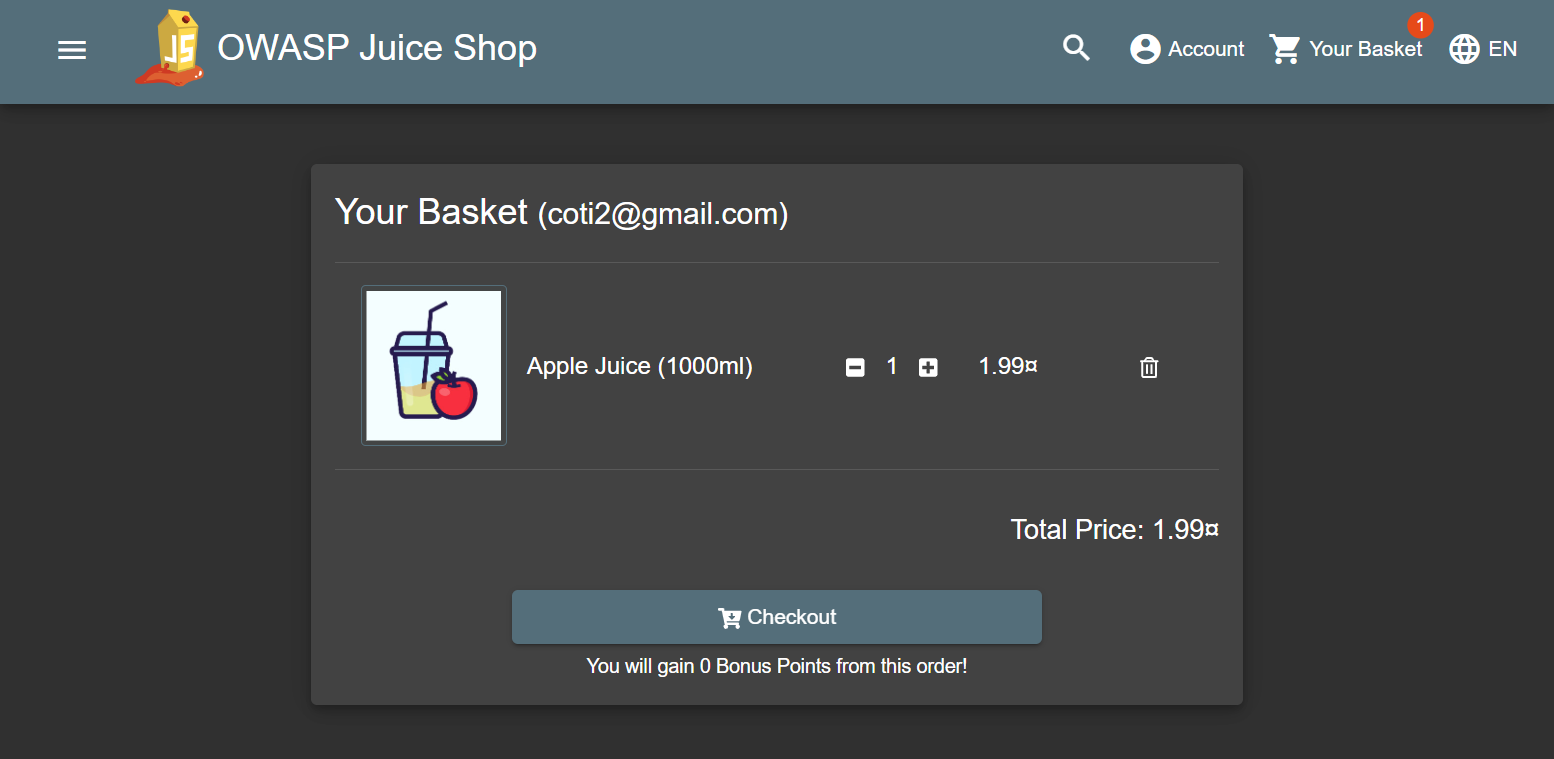 JS OWASP Juice Shop Account Your Basket 1 EN
Your Basket (coti2@gmail.com)
Apple Juice (1000ml) 1 1.99¤
Total Price: 1.99¤
Checkout
You will gain 0 Bonus Points from this order!